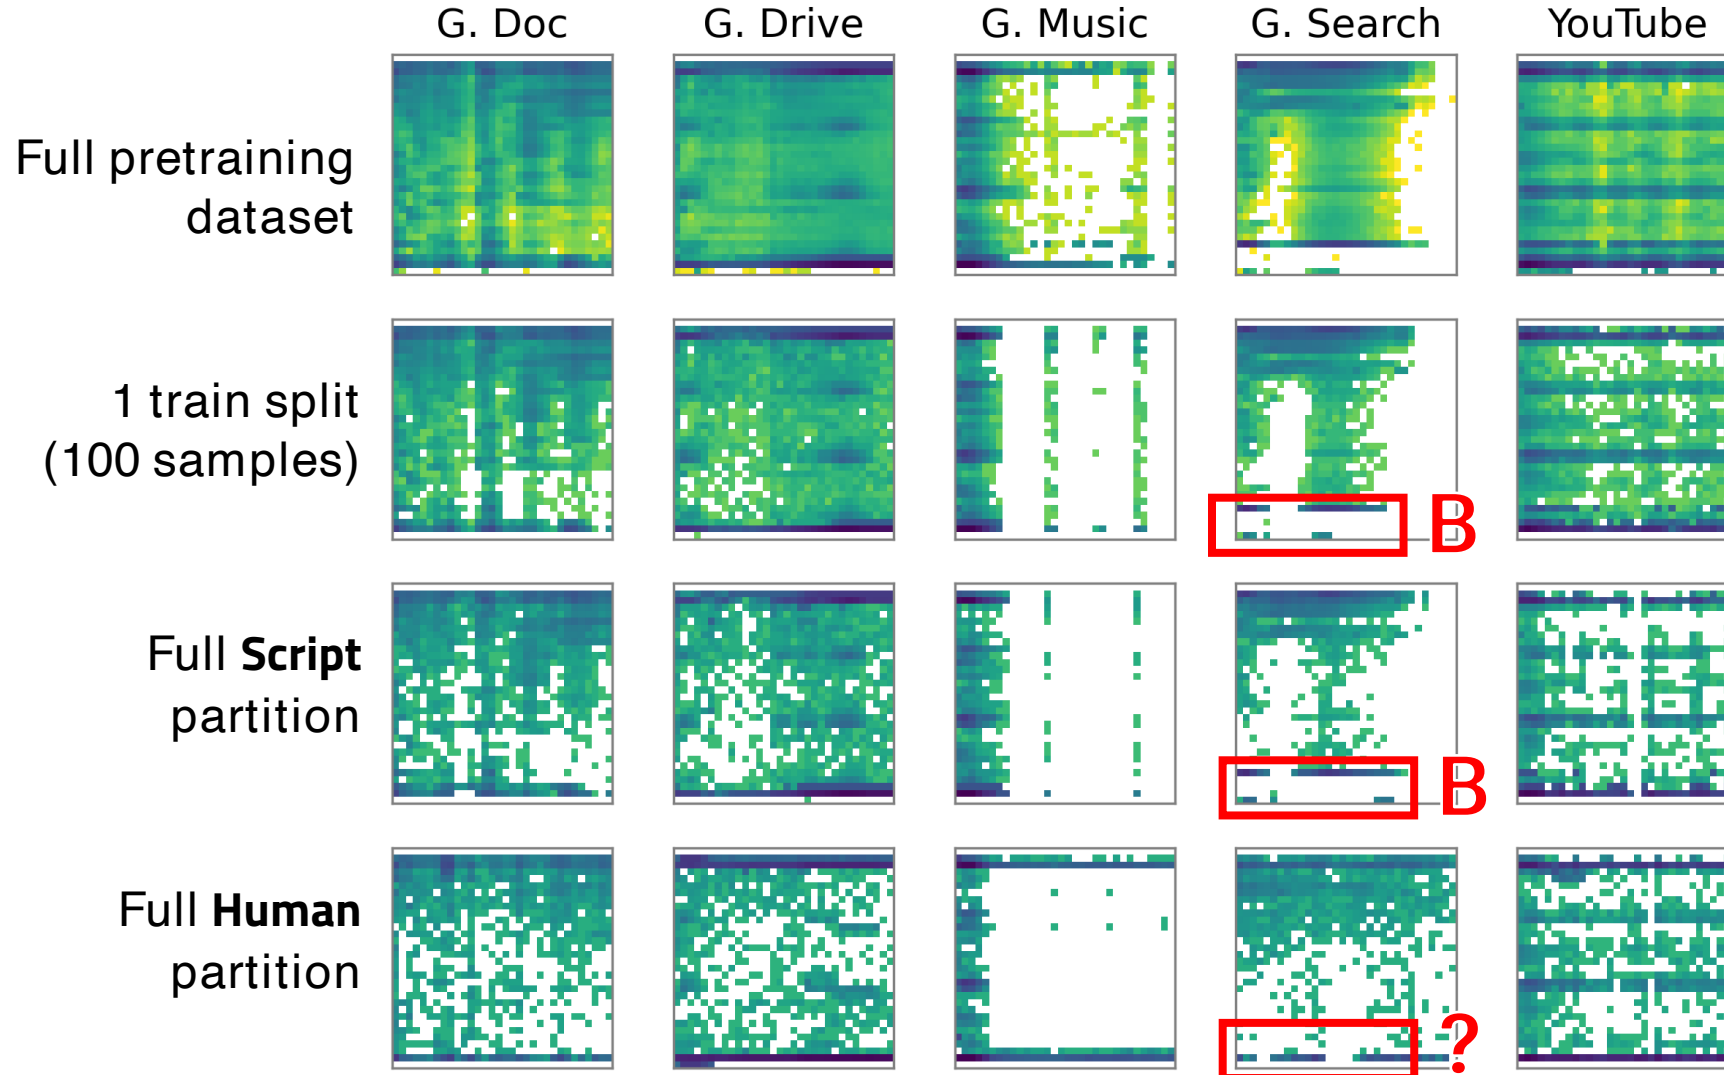 G. Doc G. Drive G. Music G. Search YouTube
Full pretraining
dataset
1 train split
(100 samples)
B
Full Script
partition
B
Full Human
partition
?